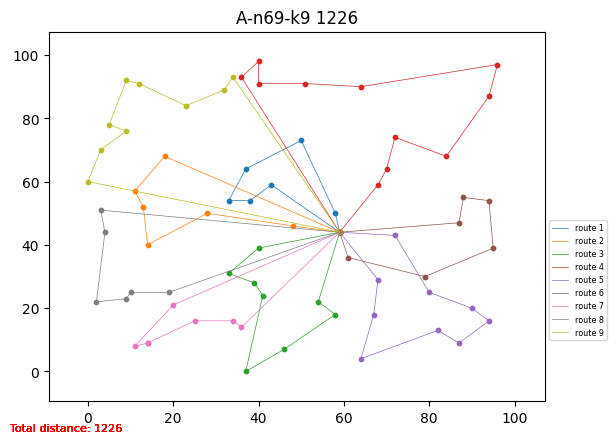 A-n69-k9 1226
100
80
60
40
20
0
0 20 40 60 80 100
route 1
route 2
route 3
route 4
route 5
route 6
route 7
route 8
route 9
Total distance: 1226